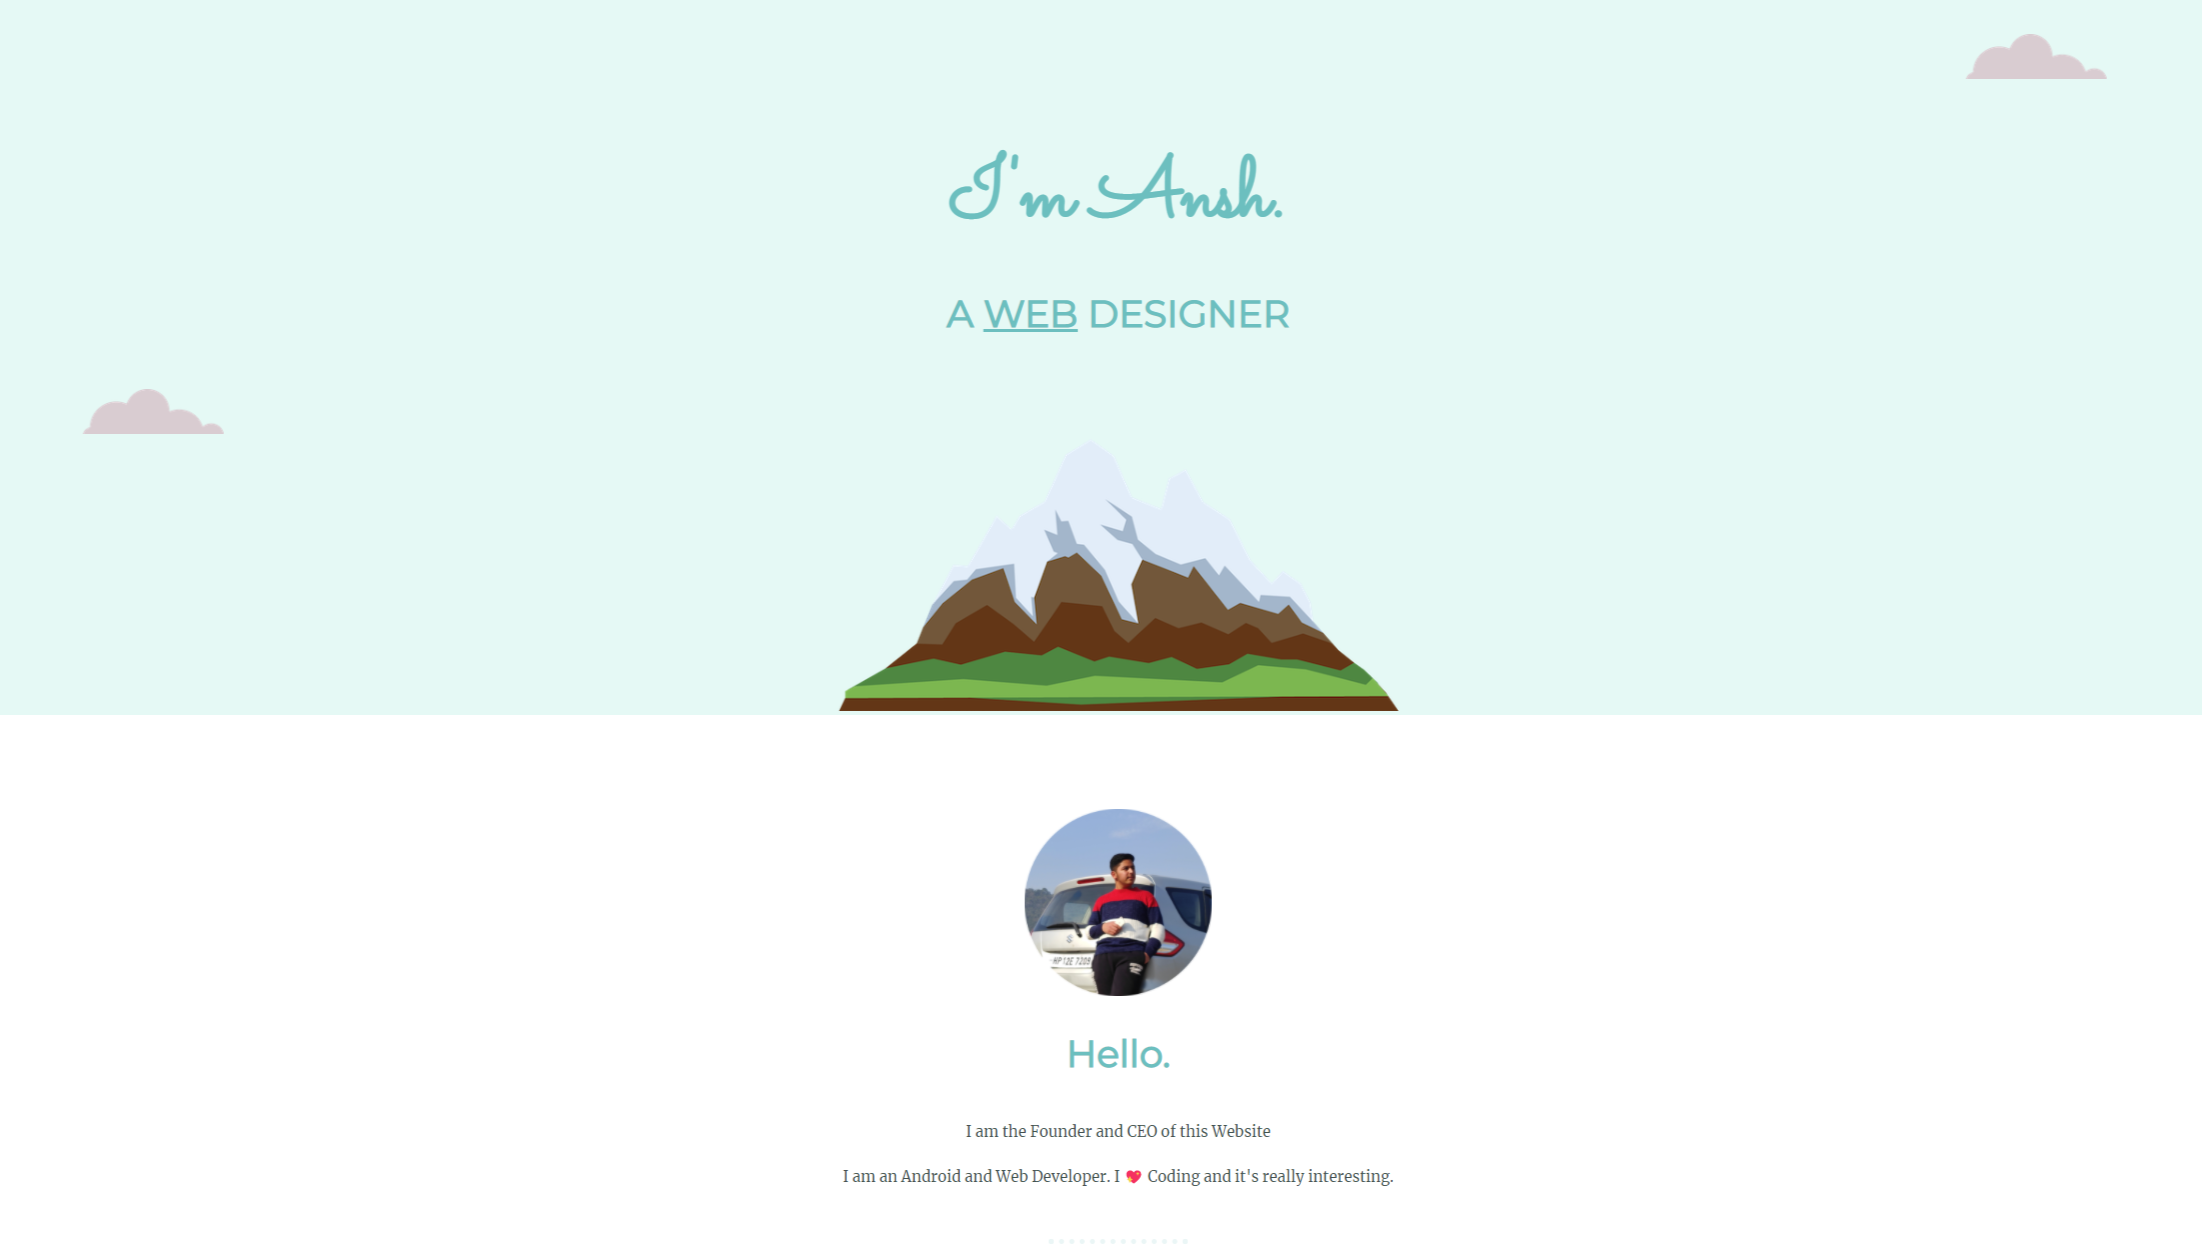 I'm Ansh.
A WEB DESIGNER
HP 12E 7209
Hello.
I am the Founder and CEO of this Website
I am an Android and Web Developer. I 💖 Coding and it's really interesting.